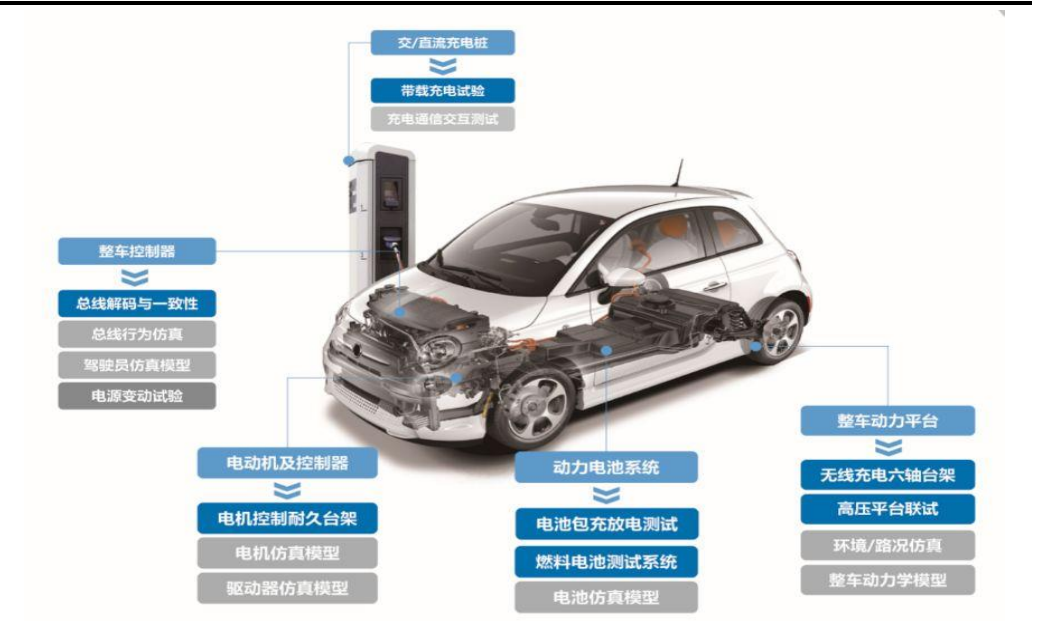 交/直流充电桩
带载充电试验
充电通信交互测试
整车控制器
总线解码与一致性
总线行为仿真
驾驶员仿真模型
电源变动试验
电动机及控制器
电机控制耐久台架
电机仿真模型
驱动器仿真模型
动力电池系统
电池包充放电测试
燃料电池测试系统
电池仿真模型
整车动力平台
无线充电六轴台架
高压平台联试
环境/路况仿真
整车动力学模型